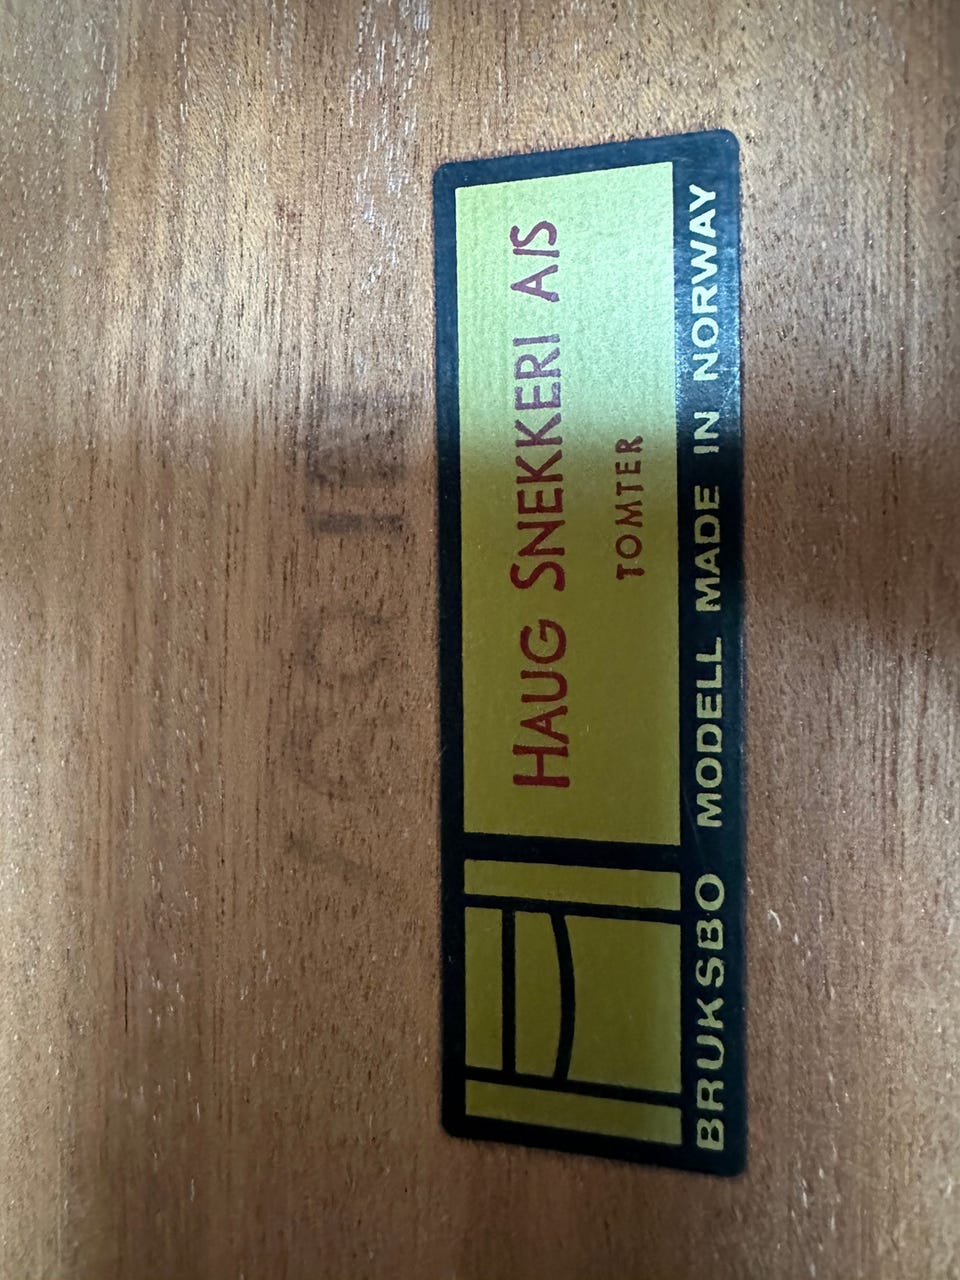 HAUG SNEKKERI A/S
TOMTER
BRUKSBO MODELL MADE IN NORWAY